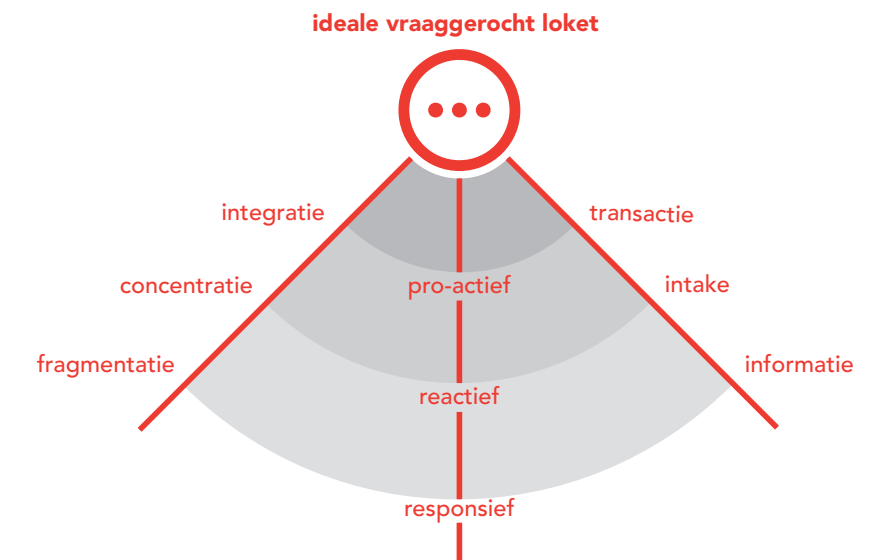 ideale vraaggerocht loket
integratie
transactie
concentratie
pro-actief
intake
fragmentatie
informatie
reactief
responsief